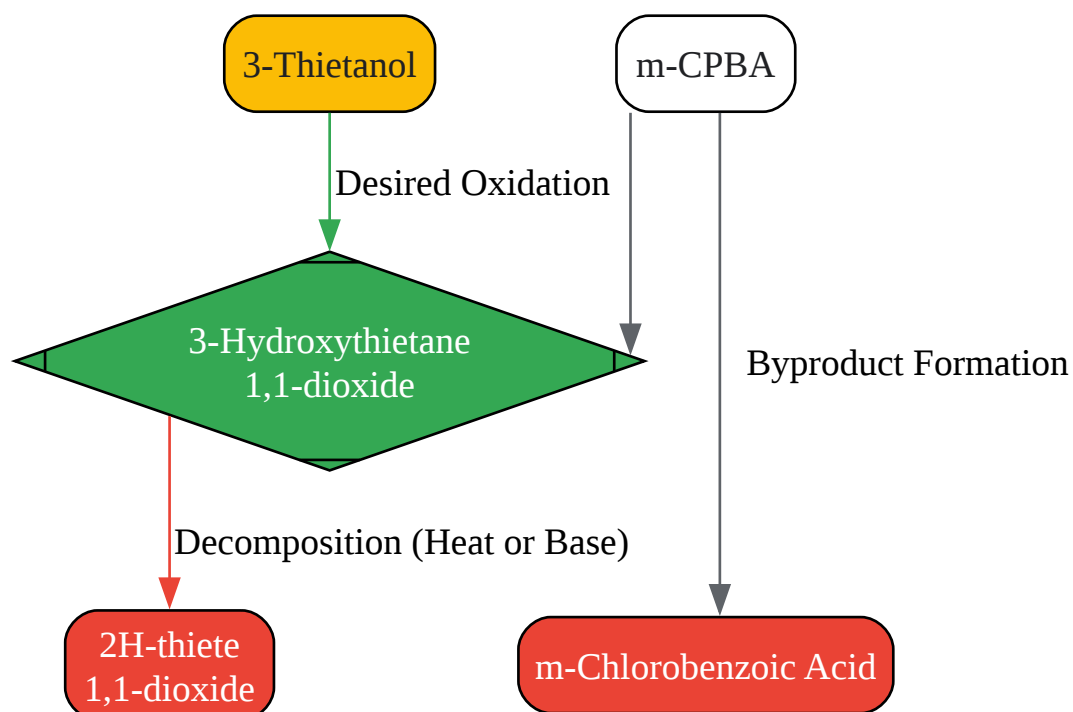 3-Thietanol
m-CPBA
Desired Oxidation
3-Hydroxythietane
1,1-dioxide
Byproduct Formation
Decomposition (Heat or Base)
2H-thiete
1,1-dioxide
m-Chlorobenzoic Acid